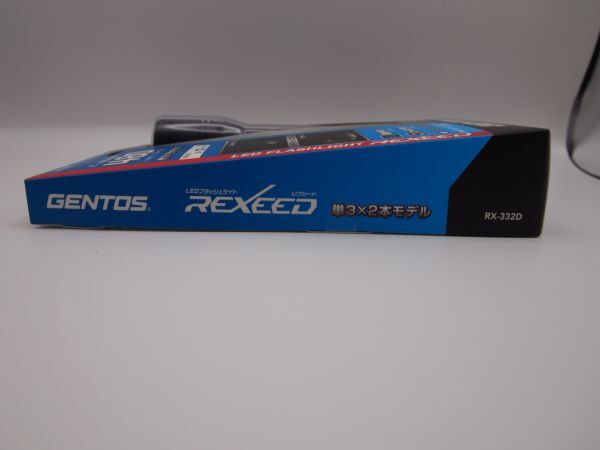 LED FLASHLIGHT REXEED
GENTOS
LEDフラッシュライト
レクシード
REXEED
単3×2本モデル
RX-332D